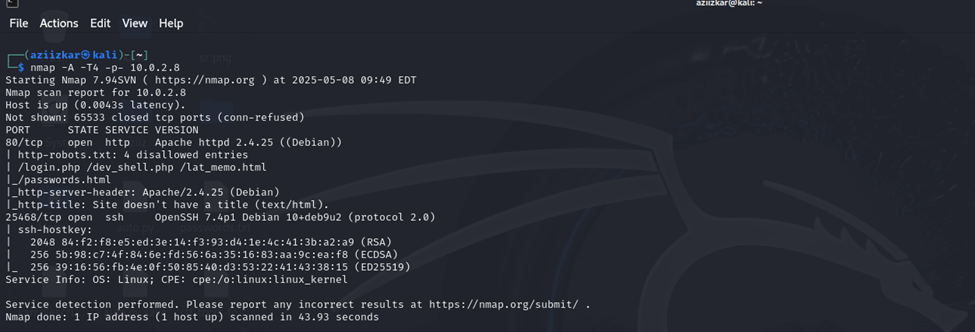 aziizkar@kali: ~
File Actions Edit View Help
┌──(aziizkar㉿kali)-[~]
└─$ nmap -A -T4 -p- 10.0.2.8
Starting Nmap 7.94SVN ( https://nmap.org ) at 2025-05-08 09:49 EDT
Nmap scan report for 10.0.2.8
Host is up (0.0043s latency).
Not shown: 65533 closed tcp ports (conn-refused)
PORT STATE SERVICE VERSION
80/tcp open http Apache httpd 2.4.25 ((Debian))
| http-robots.txt: 4 disallowed entries
| /login.php /dev_shell.php /lat_memo.html
|_/passwords.html
|_http-server-header: Apache/2.4.25 (Debian)
|_http-title: Site doesn't have a title (text/html).
25468/tcp open ssh OpenSSH 7.4p1 Debian 10+deb9u2 (protocol 2.0)
| ssh-hostkey:
| 2048 84:f2:f8:e5:ed:3e:14:f3:93:d4:1e:4c:41:3b:a2:a9 (RSA)
| 256 5b:98:c7:4f:84:6e:fd:56:6a:35:16:83:aa:9c:ea:f8 (ECDSA)
|_ 256 39:16:56:fb:4e:0f:50:85:40:d3:53:22:41:43:38:15 (ED25519)
Service Info: OS: Linux; CPE: cpe:/o:linux:linux_kernel
Service detection performed. Please report any incorrect results at https://nmap.org/submit/ .
Nmap done: 1 IP address (1 host up) scanned in 43.93 seconds